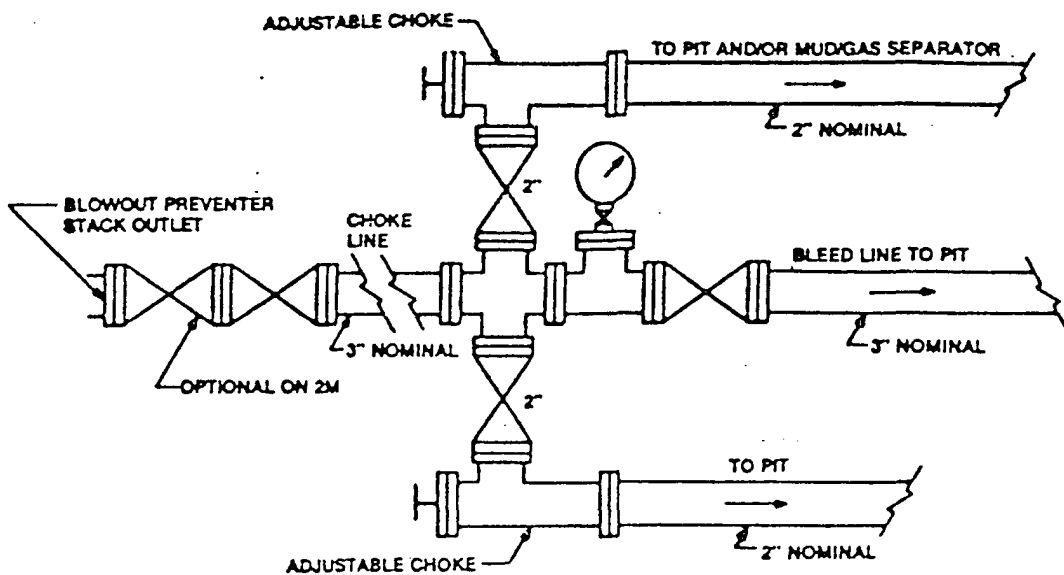 ADJUSTABLE CHOKE
TO PIT AND/OR MUD/GAS SEPARATOR
2" NOMINAL
2"
BLOWOUT PREVENTER
STACK OUTLET
CHOKE
LINE
BLEED LINE TO PIT
3" NOMINAL
3" NOMINAL
OPTIONAL ON 2M
2"
TO PIT
2" NOMINAL
ADJUSTABLE CHOKE